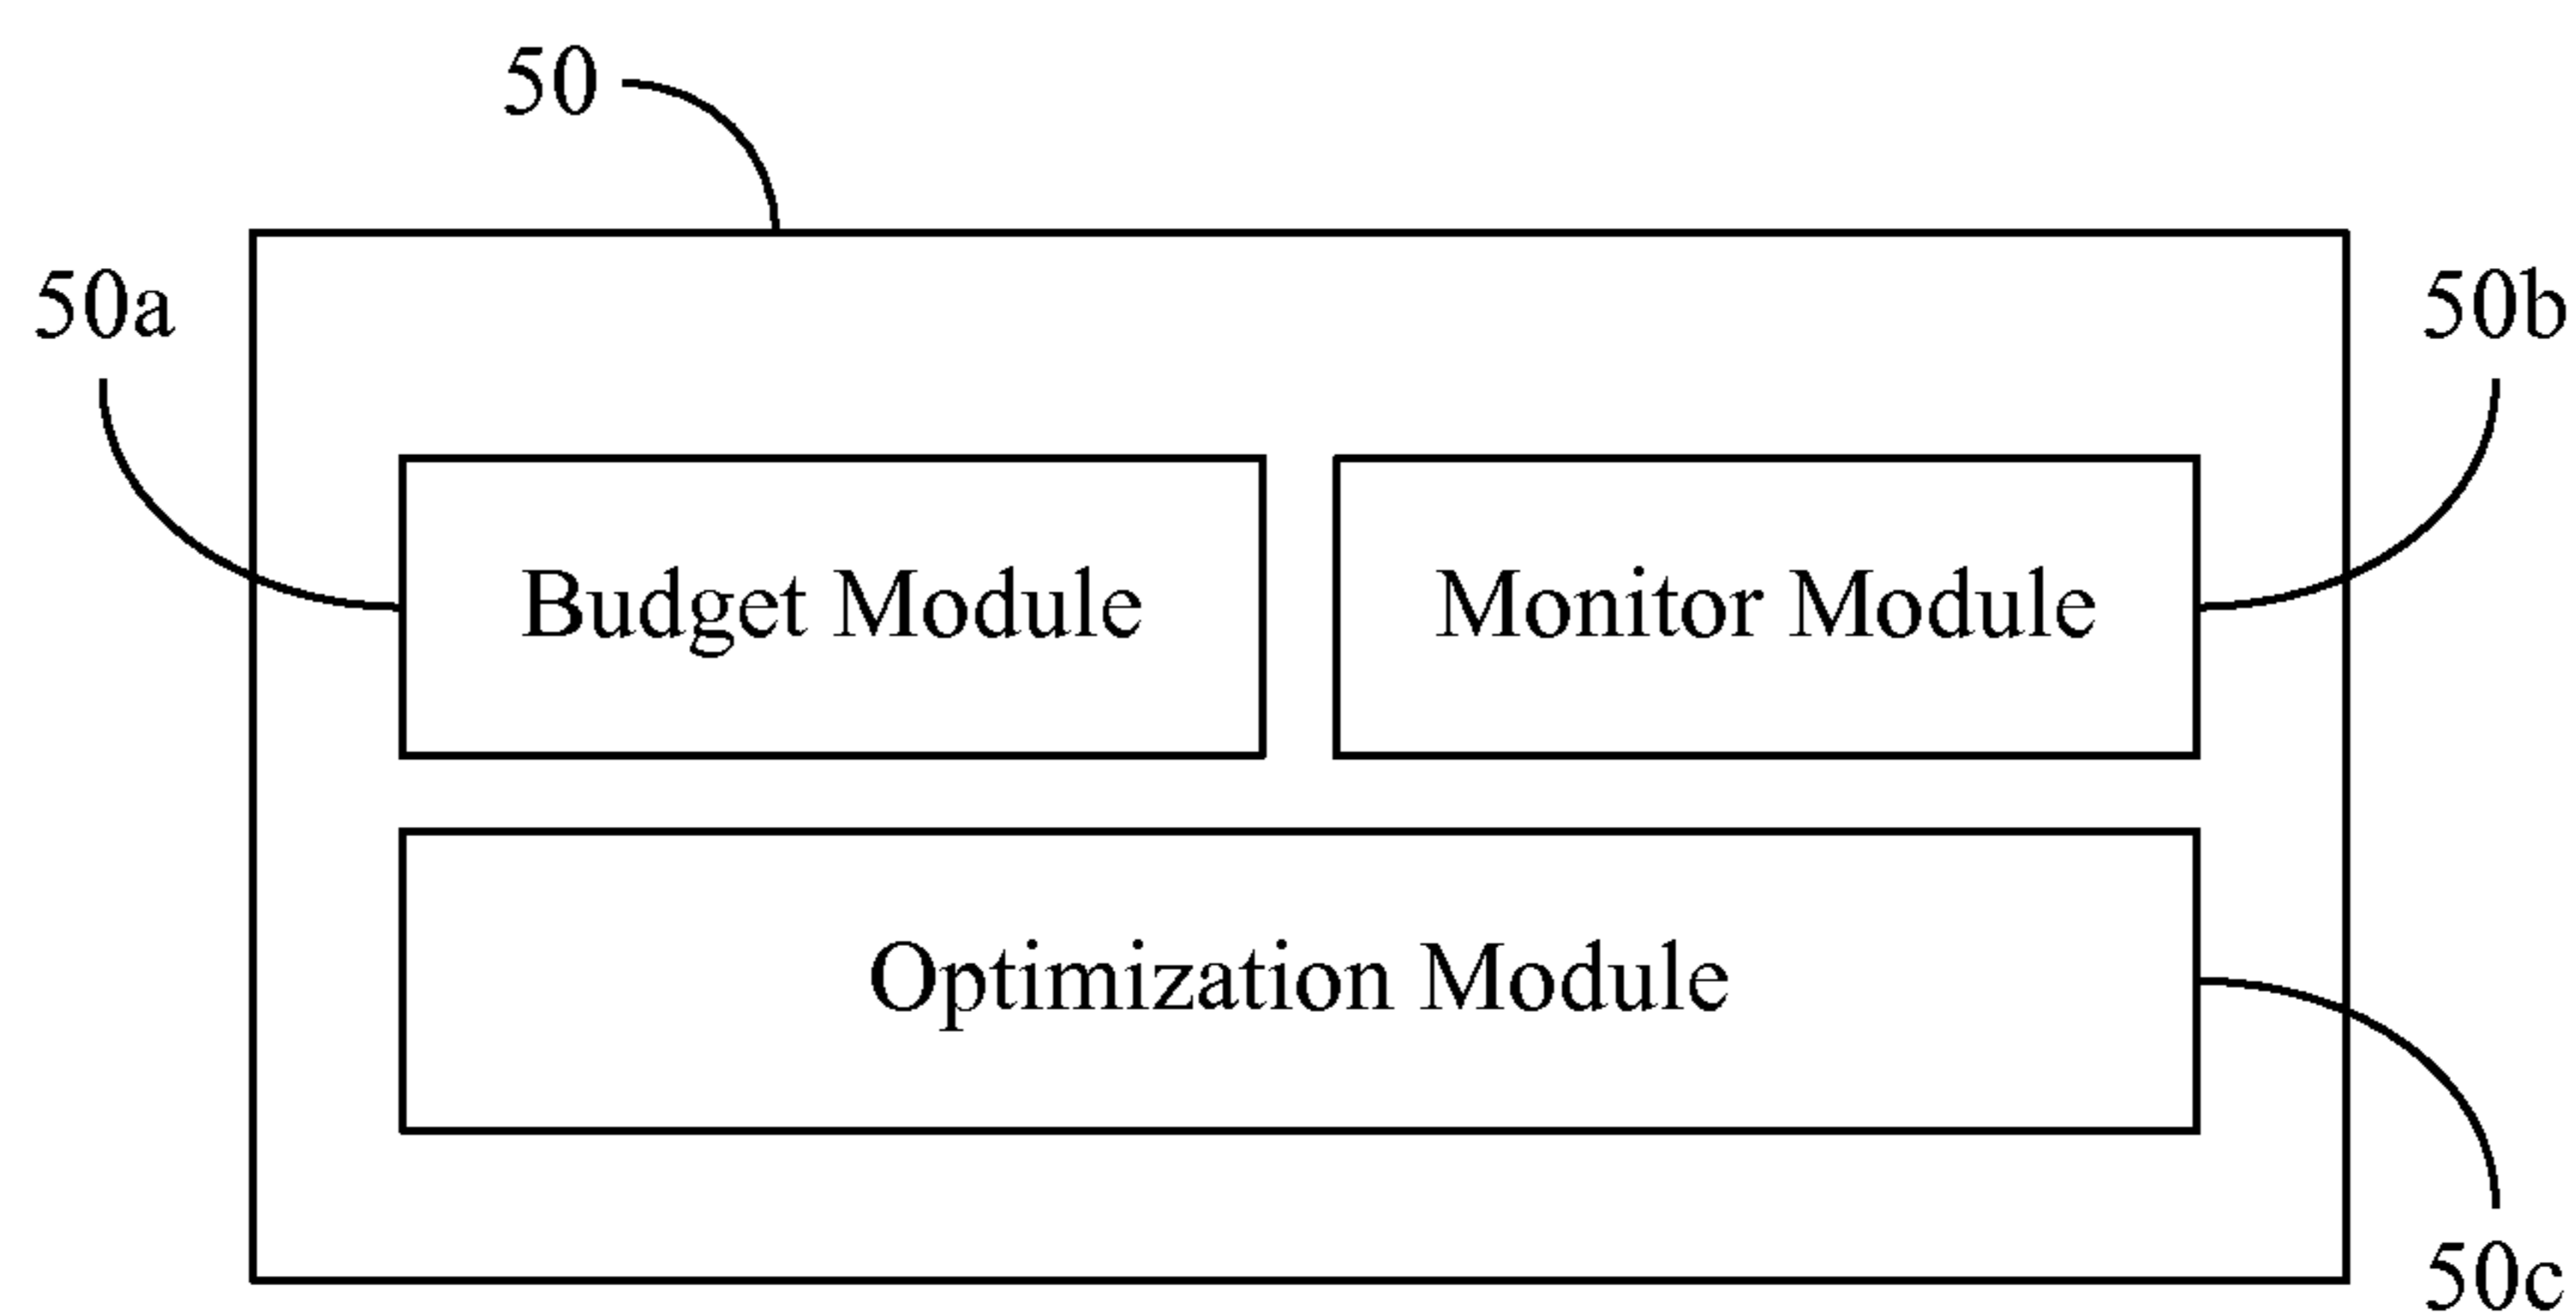 50
50a
50b
Budget Module
Monitor Module
Optimization Module
50c